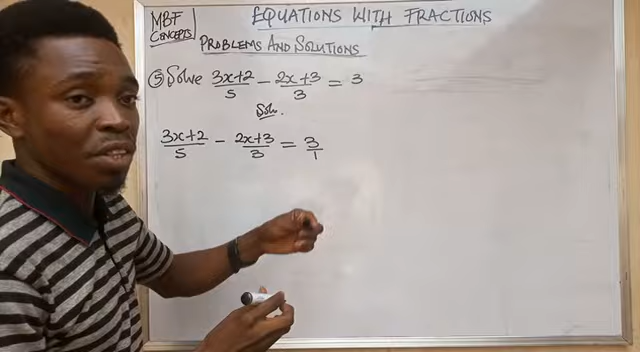 MBF CONCEPTS
EQUATIONS WITH FRACTIONS
PROBLEMS AND SOLUTIONS
⑤ Solve (3x+2)/5 - (2x+3)/3 = 3
Soln.
(3x+2)/5 - (2x+3)/3 = 3/1